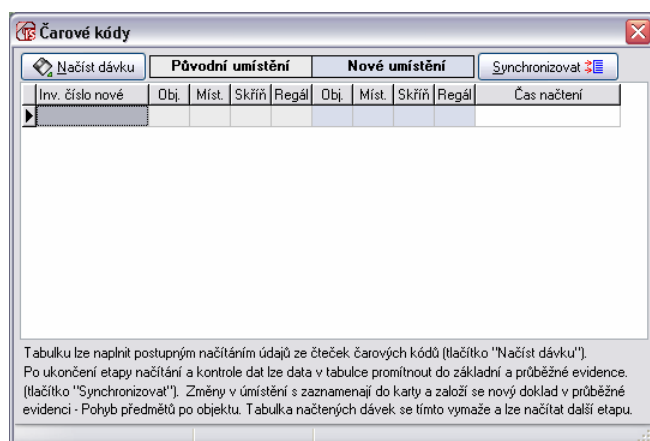 Čarové kódy
Načíst dávku Původní umístění Nové umístění Synchronizovat
Inv. číslo nové Obj. Míst. Skříň Regál Obj. Míst. Skříň Regál Čas načtení
Tabulku lze naplnit postupným načítáním údajů ze čteček čarových kódů (tlačítko "Načíst dávku").
Po ukončení etapy načítání a kontrole dat lze data v tabulce promítnout do základní a průběžné evidence.
(tlačítko "Synchronizovat"). Změny v úmístění s zaznamenají do karty a založí se nový doklad v průběžné
evidenci - Pohyb předmětů po objektu. Tabulka načtených dávek se tímto vymaže a lze načítat další etapu.